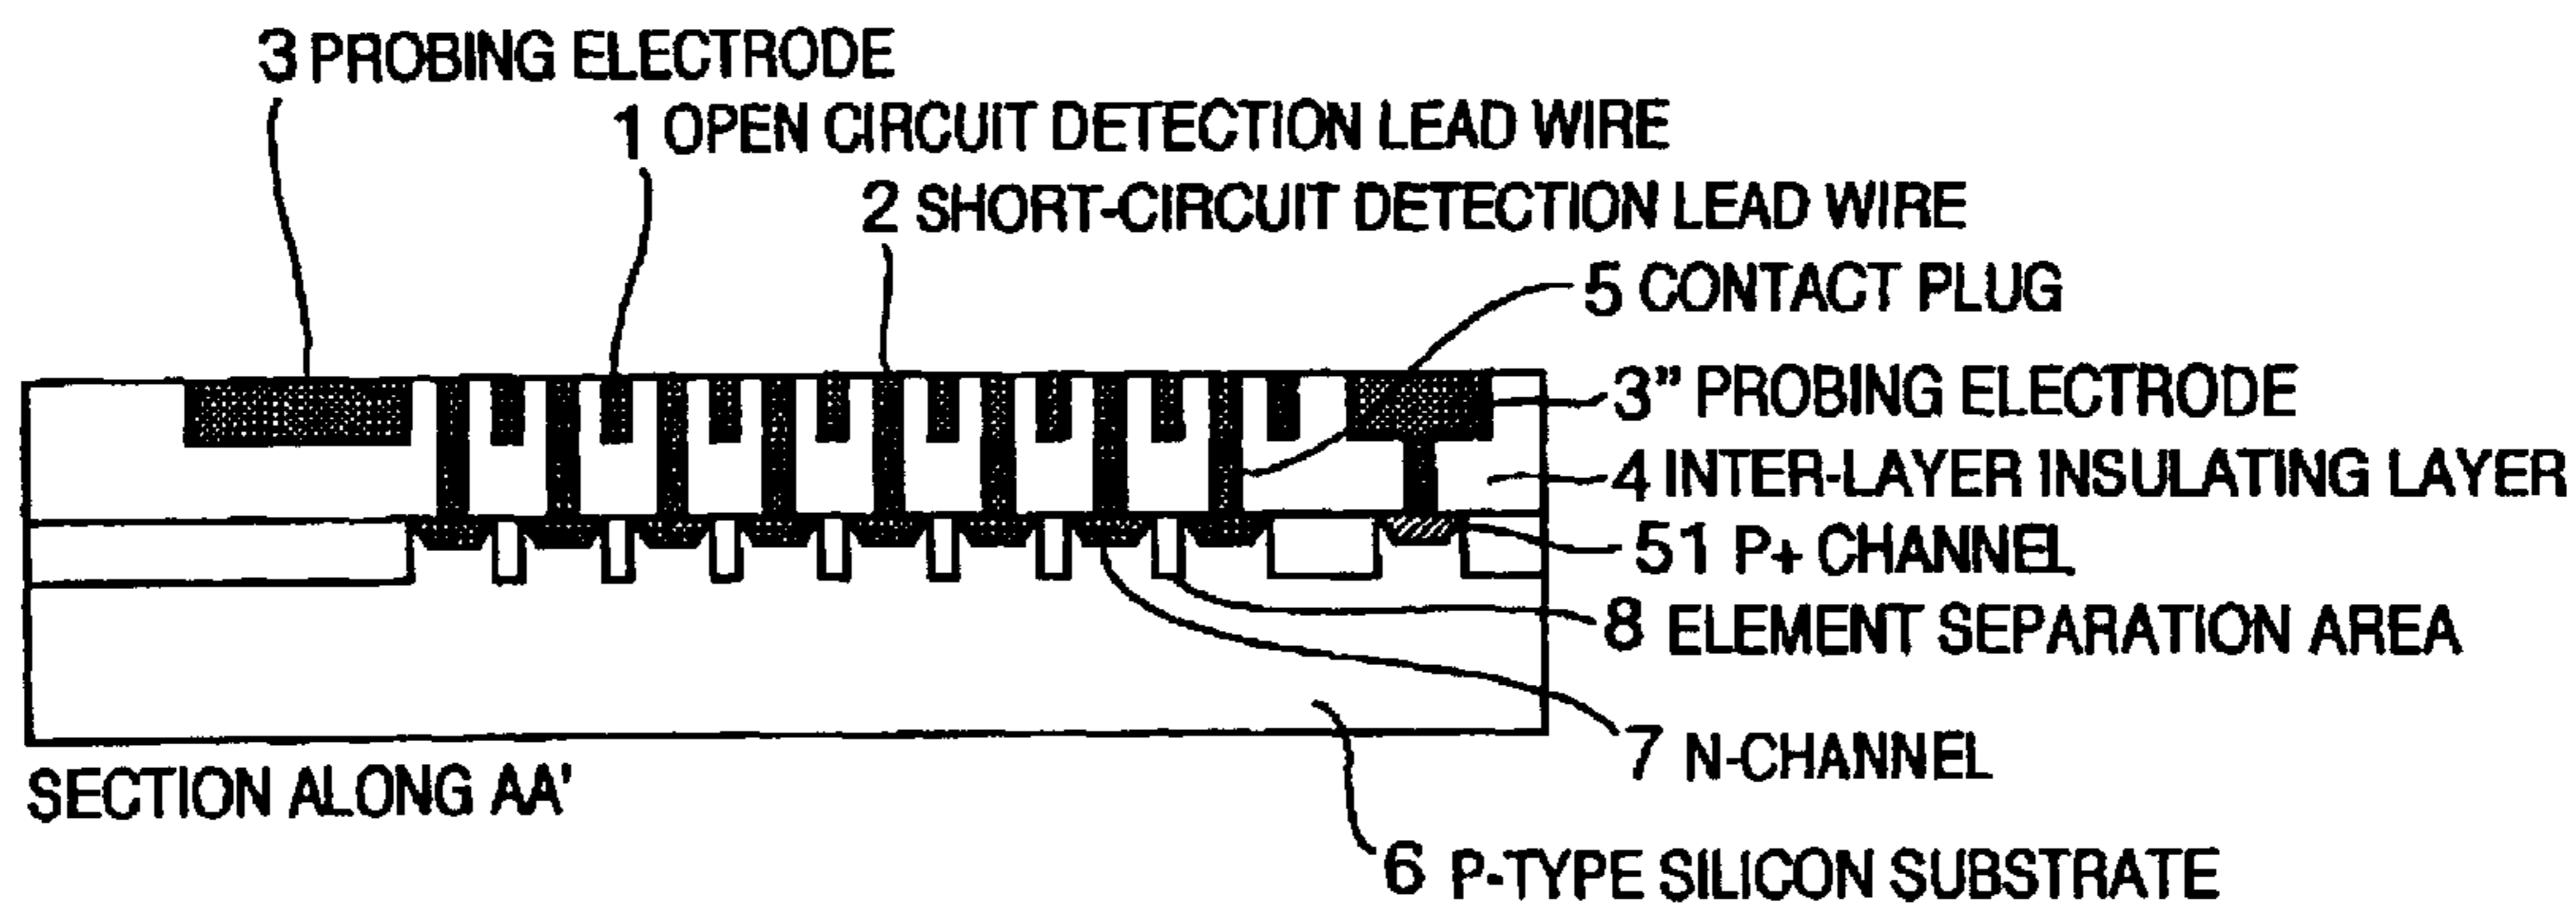 3 PROBING ELECTRODE
1 OPEN CIRCUIT DETECTION LEAD WIRE
2 SHORT-CIRCUIT DETECTION LEAD WIRE
5 CONTACT PLUG
3” PROBING ELECTRODE
4 INTER-LAYER INSULATING LAYER
51 P+ CHANNEL
8 ELEMENT SEPARATION AREA
7 N-CHANNEL
SECTION ALONG AA'
6 P-TYPE SILICON SUBSTRATE